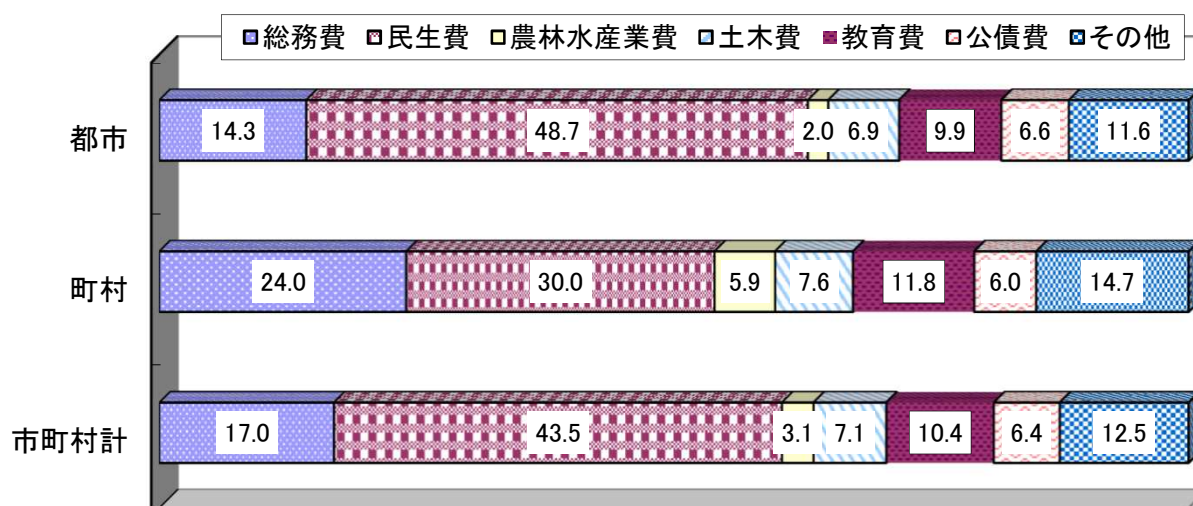 総務費 民生費 農林水産業費 土木費 教育費 公債費 その他
都市 14.3 48.7 2.0 6.9 9.9 6.6 11.6
町村 24.0 30.0 5.9 7.6 11.8 6.0 14.7
市町村計 17.0 43.5 3.1 7.1 10.4 6.4 12.5